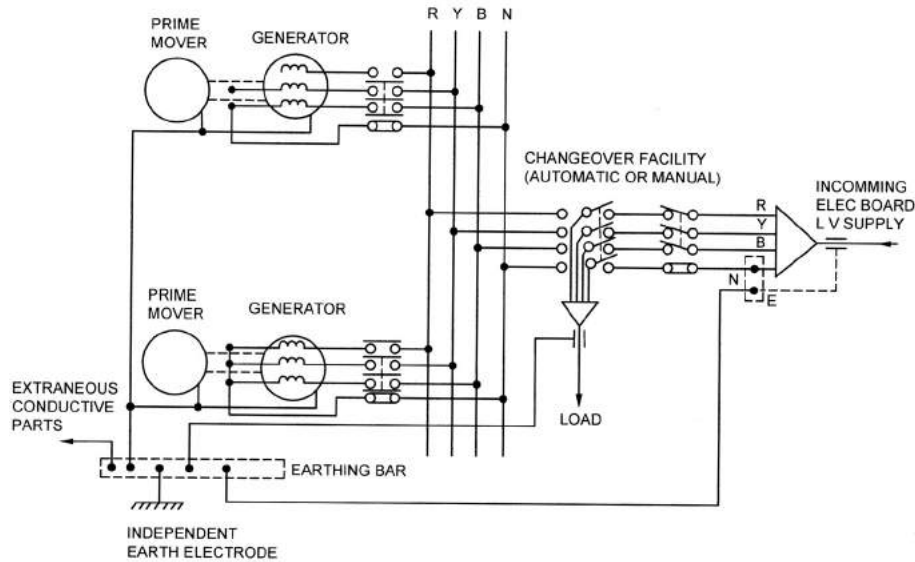 R Y B N
PRIME
MOVER
GENERATOR
CHANGEOVER FACILITY
(AUTOMATIC OR MANUAL)
INCOMMING
ELEC BOARD
L V SUPPLY
R
Y
B
N
E
PRIME
MOVER
GENERATOR
EXTRANEOUS
CONDUCTIVE
PARTS
LOAD
EARTHING BAR
INDEPENDENT
EARTH ELECTRODE